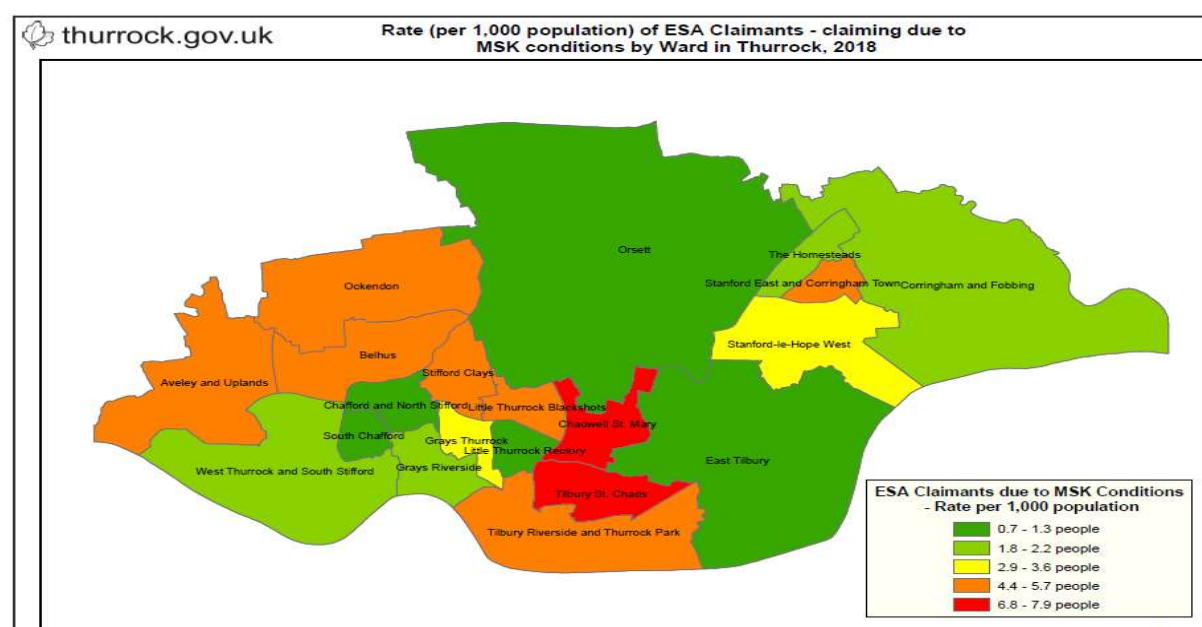 thurrock.gov.uk
Rate (per 1,000 population) of ESA Claimants - claiming due to
MSK conditions by Ward in Thurrock, 2018
Orsett
The Homesteads
Ockendon
Stanford East and Corringham Town
Corringham and Fobbing
Stanford-le-Hope West
Belhus
Stifford Clays
Aveley and Uplands
Chafford and North Stifford
Little Thurrock Blackshots
Chadwell St. Mary
South Chafford
Grays Thurrock
Little Thurrock Rectory
East Tilbury
West Thurrock and South Stifford
Grays Riverside
Tilbury St. Chads
Tilbury Riverside and Thurrock Park
ESA Claimants due to MSK Conditions
- Rate per 1,000 population
0.7 - 1.3 people
1.8 - 2.2 people
2.9 - 3.6 people
4.4 - 5.7 people
6.8 - 7.9 people